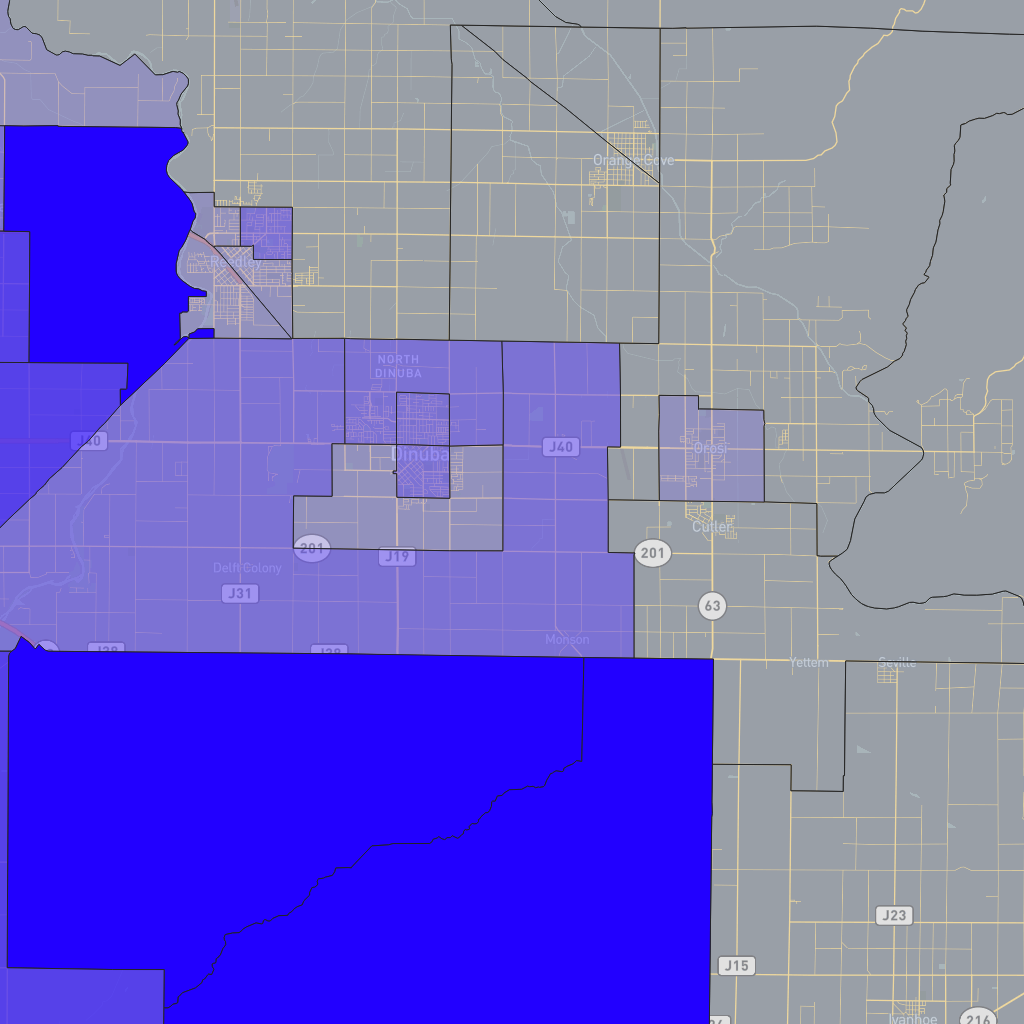 Orange Cove
Reedley
NORTH
DINUBA
J40
Dinuba
J40
Orosi
Cutler
201
J19
201
Delft Colony
J31
63
Monson
Yettem
Seville
J23
J15
Ivanhoe
216